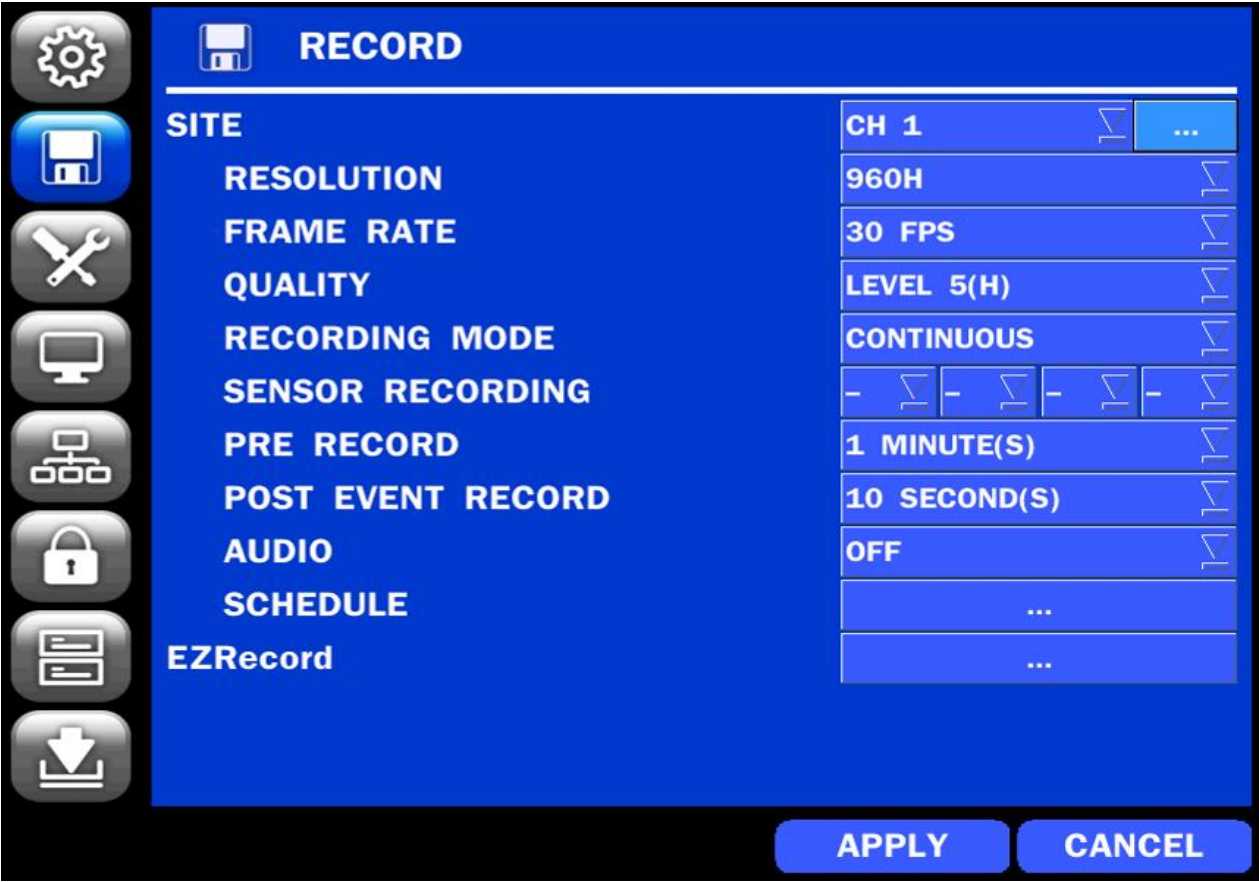 RECORD
SITE CH 1 ...
RESOLUTION 960H
FRAME RATE 30 FPS
QUALITY LEVEL 5(H)
RECORDING MODE CONTINUOUS
SENSOR RECORDING - - - -
PRE RECORD 1 MINUTE(S)
POST EVENT RECORD 10 SECOND(S)
AUDIO OFF
SCHEDULE ...
EZRecord ...
APPLY CANCEL